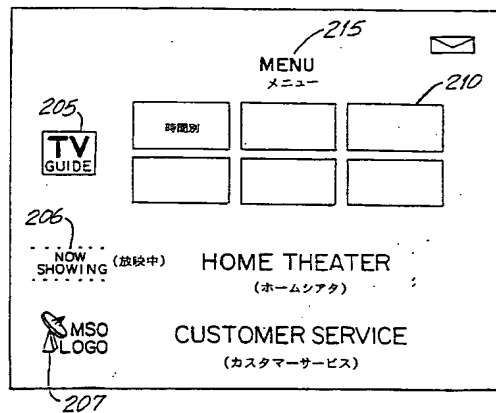 215
MENU
メニュー
210
205
TV
GUIDE
時間別
206
NOW
SHOWING
(放映中)
HOME THEATER
(ホームシアタ)
MSO
LOGO
CUSTOMER SERVICE
(カスタマーサービス)
207